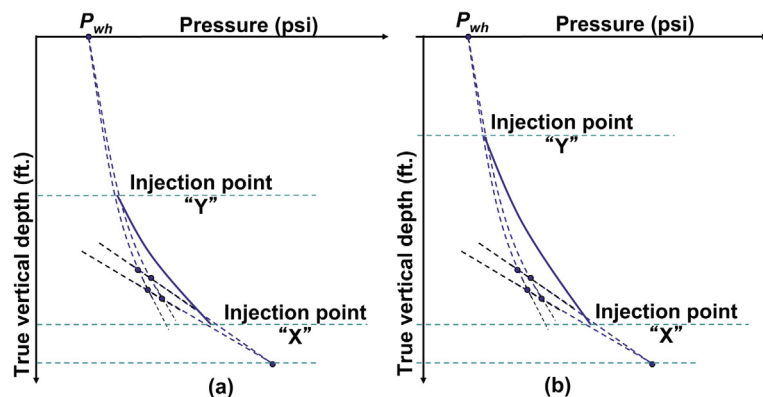 P_wh Pressure (psi)
True vertical depth (ft.)
Injection point
“Y”
Injection point
“X”
(a)
P_wh Pressure (psi)
True vertical depth (ft.)
Injection point
“Y”
Injection point
“X”
(b)